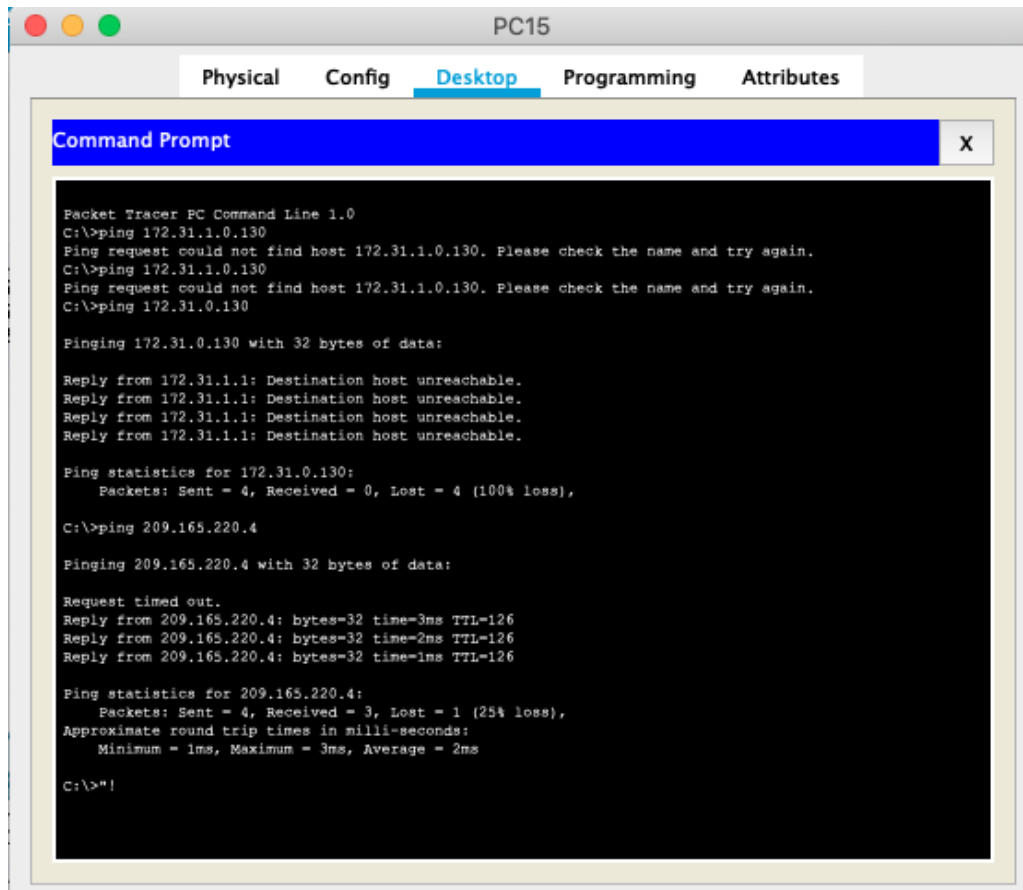 PC15
Physical Config Desktop Programming Attributes
Command Prompt
X
Packet Tracer PC Command Line 1.0
C:\>ping 172.31.1.0.130
Ping request could not find host 172.31.1.0.130. Please check the name and try again.
C:\>ping 172.31.1.0.130
Ping request could not find host 172.31.1.0.130. Please check the name and try again.
C:\>ping 172.31.0.130
Pinging 172.31.0.130 with 32 bytes of data:
Reply from 172.31.1.1: Destination host unreachable.
Reply from 172.31.1.1: Destination host unreachable.
Reply from 172.31.1.1: Destination host unreachable.
Reply from 172.31.1.1: Destination host unreachable.
Ping statistics for 172.31.0.130:
Packets: Sent = 4, Received = 0, Lost = 4 (100% loss),
C:\>ping 209.165.220.4
Pinging 209.165.220.4 with 32 bytes of data:
Request timed out.
Reply from 209.165.220.4: bytes=32 time=3ms TTL=126
Reply from 209.165.220.4: bytes=32 time=2ms TTL=126
Reply from 209.165.220.4: bytes=32 time=1ms TTL=126
Ping statistics for 209.165.220.4:
Packets: Sent = 4, Received = 3, Lost = 1 (25% loss),
Approximate round trip times in milli-seconds:
Minimum = 1ms, Maximum = 3ms, Average = 2ms
C:\>"!